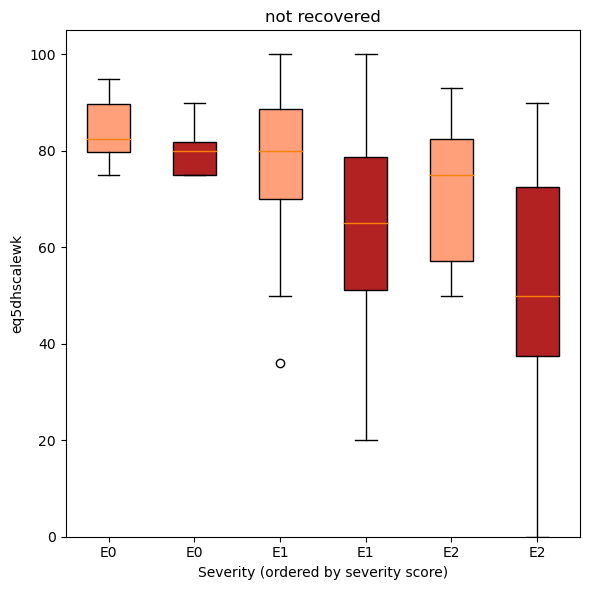 not recovered
100
80
60
40
20
0
eq5dhscalewk
E0 E0 E1 E1 E2 E2
Severity (ordered by severity score)